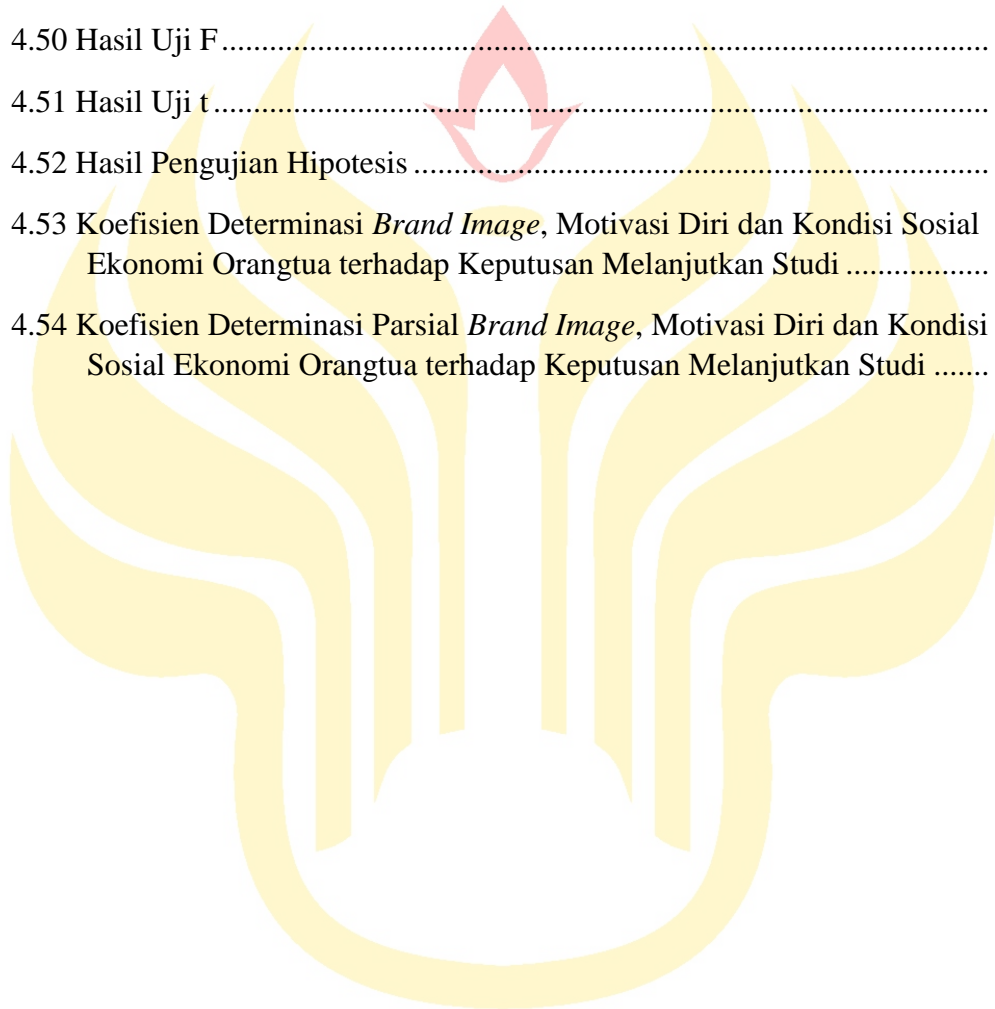 4.50 Hasil Uji F................................................................................................
4.51 Hasil Uji t.................................................................................................
4.52 Hasil Pengujian Hipotesis........................................................................
4.53 Koefisien Determinasi Brand Image, Motivasi Diri dan Kondisi Sosial
Ekonomi Orangtua terhadap Keputusan Melanjutkan Studi..................
4.54 Koefisien Determinasi Parsial Brand Image, Motivasi Diri dan Kondisi
Sosial Ekonomi Orangtua terhadap Keputusan Melanjutkan Studi.......